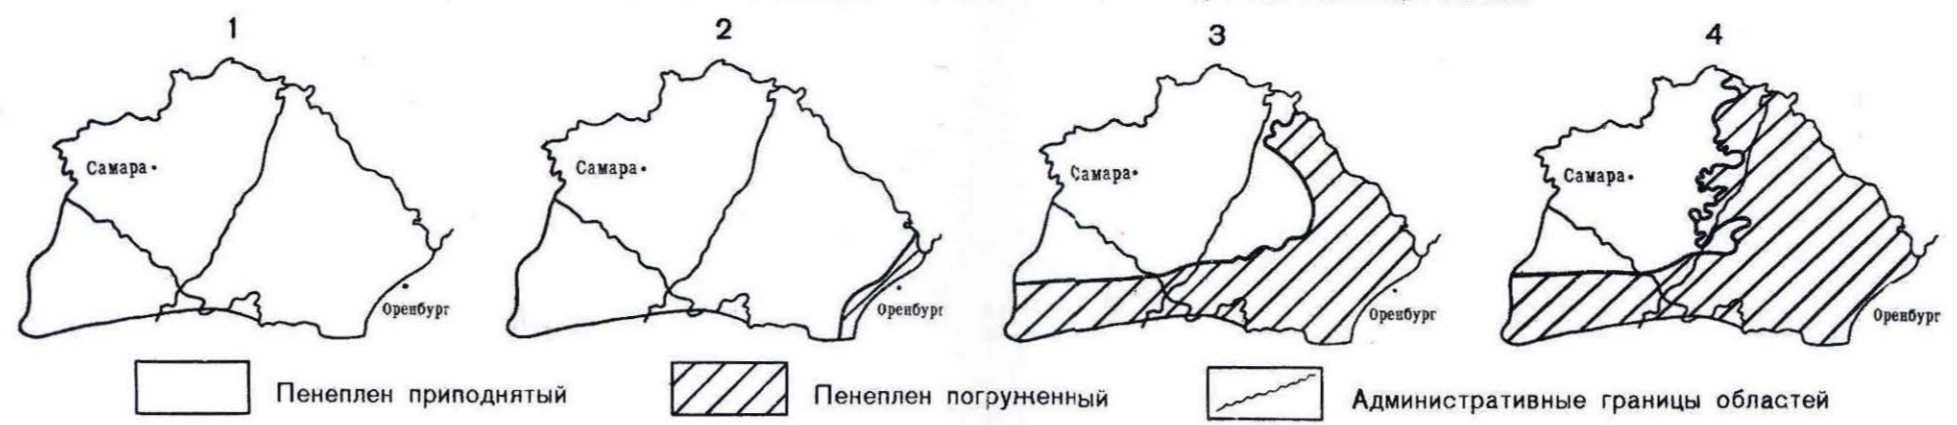 1 2 3 4
Самара Самара Самара Самара
Оренбург Оренбург Оренбург Оренбург
Пенеплен приподнятый Пенеплен погруженный Административные границы областей